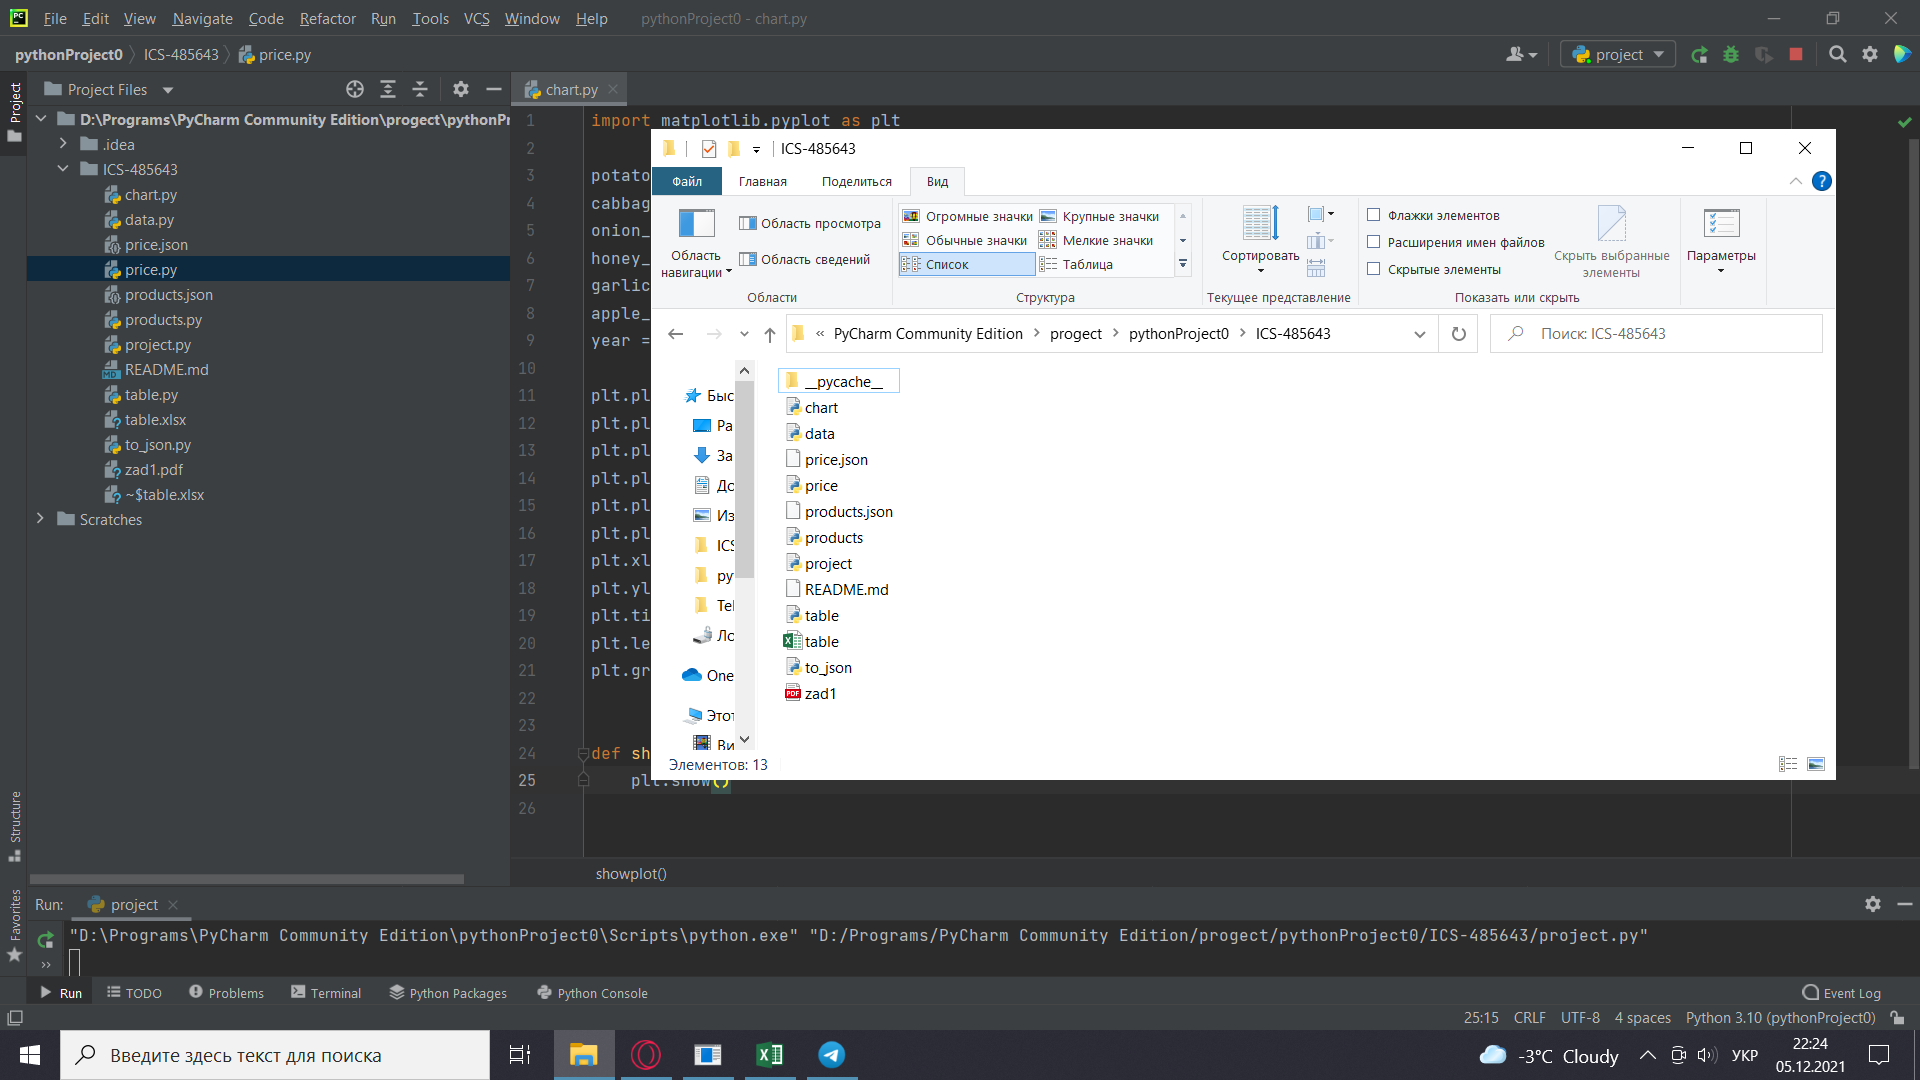 File Edit View Navigate Code Refactor Run Tools VCS Window Help pythonProject0 - chart.py
pythonProject0 ICS-485643 price.py project
Project Files
chart.py
Project
D:\Programs\PyCharm Community Edition\progect\pythonPr
.idea
ICS-485643
chart.py
data.py
price.json
price.py
products.json
products.py
project.py
README.md
table.py
table.xlsx
to_json.py
zad1.pdf
~$table.xlsx
Scratches
1 import matplotlib.pyplot as plt
2
3 potato
4 cabbag
5 onion_
6 honey_
7 garlic
8 apple_
9 year =
10
11 plt.pl
12 plt.pl
13 plt.pl
14 plt.pl
15 plt.pl
16 plt.pl
17 plt.xl
18 plt.yl
19 plt.ti
20 plt.le
21 plt.gr
22
23
24 def sh
25 plt.show()
26
showplot()
ICS-485643
Файл Главная Поделиться Вид
Область навигации
Область просмотра
Область сведений
Области
Огромные значки Крупные значки
Обычные значки Мелкие значки
Список Таблица
Структура
Сортировать
Текущее представление
Флажки элементов
Расширения имен файлов
Скрытые элементы
Скрыть выбранные элементы
Показать или скрыть
Параметры
« PyCharm Community Edition progect pythonProject0 ICS-485643
Поиск: ICS-485643
Быс
Ра
За
До
Из
ICS
py
Tel
Ло
One
Этот
Ви
__pycache__
chart
data
price.json
price
products.json
products
project
README.md
table
table
to_json
zad1
Элементов: 13
Structure
Favorites
Run: project
"D:\Programs\PyCharm Community Edition\pythonProject0\Scripts\python.exe" "D:/Programs/PyCharm Community Edition/progect/pythonProject0/ICS-485643/project.py"
Run TODO Problems Terminal Python Packages Python Console Event Log
25:15 CRLF UTF-8 4 spaces Python 3.10 (pythonProject0)
Введите здесь текст для поиска
-3°C Cloudy
УКР
22:24
05.12.2021